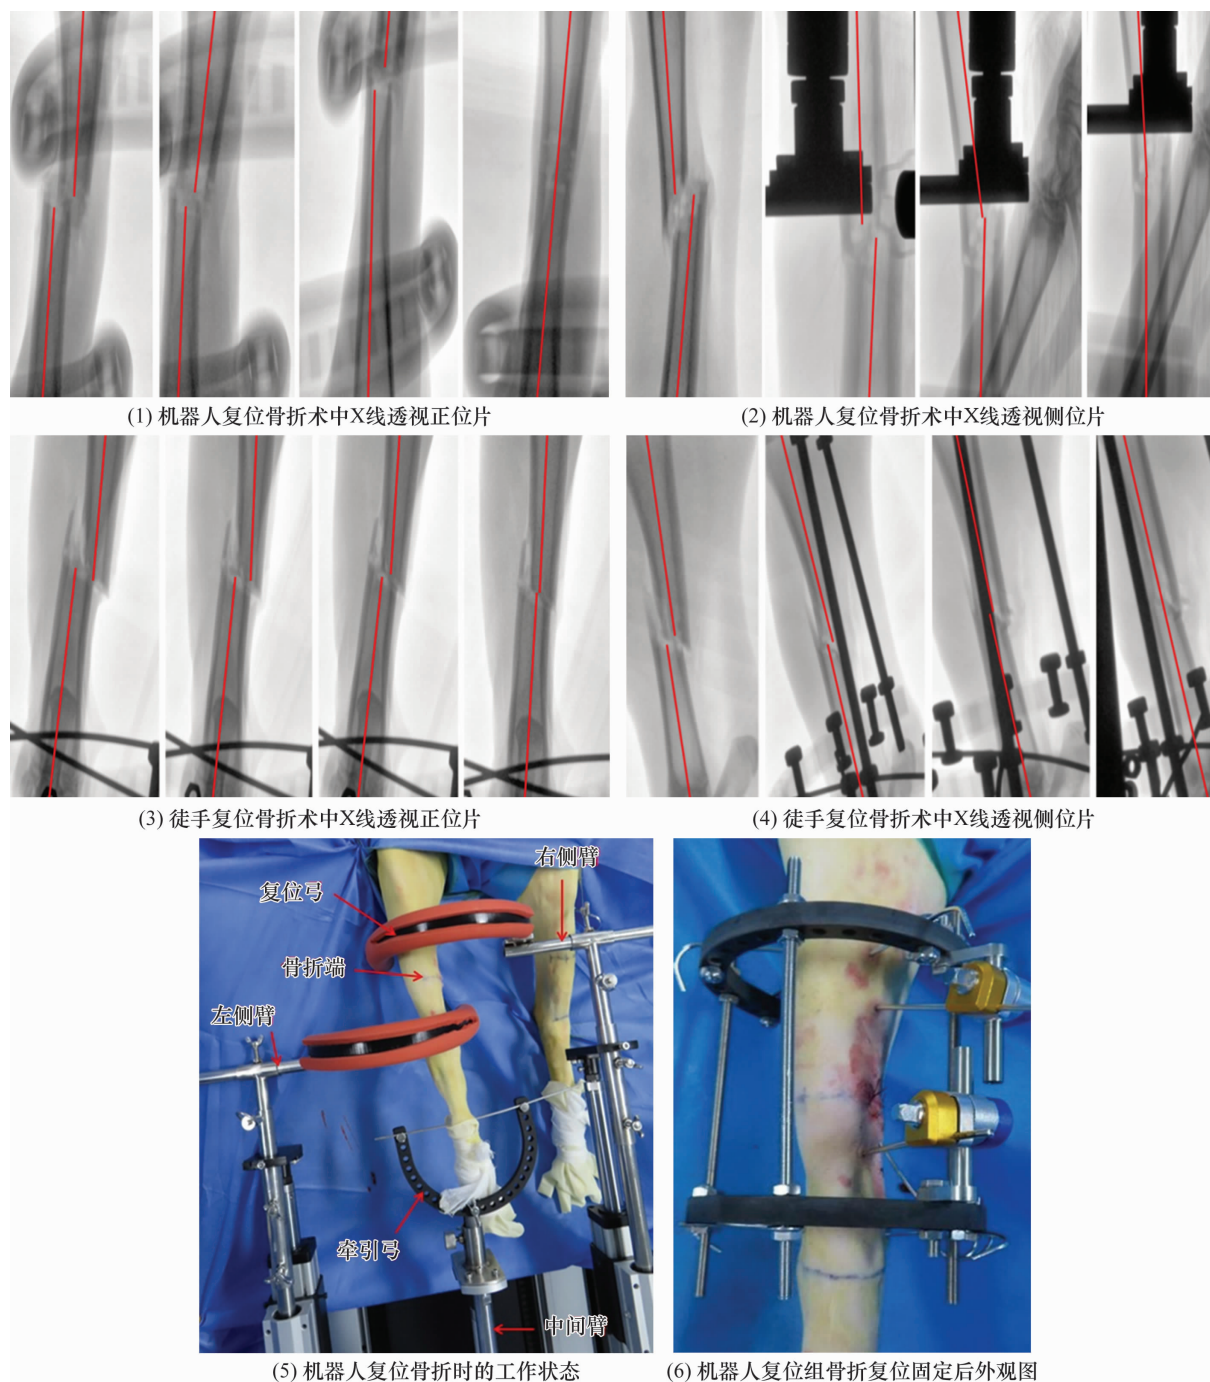 (1) 机器人复位骨折术中X线透视正位片
(2) 机器人复位骨折术中X线透视侧位片
(3) 徒手复位骨折术中X线透视正位片
(4) 徒手复位骨折术中X线透视侧位片
右侧臂
复位弓
骨折端
左侧臂
牵引弓
中间臂
(5) 机器人复位骨折时的工作状态
(6) 机器人复位组骨折复位固定后外观图